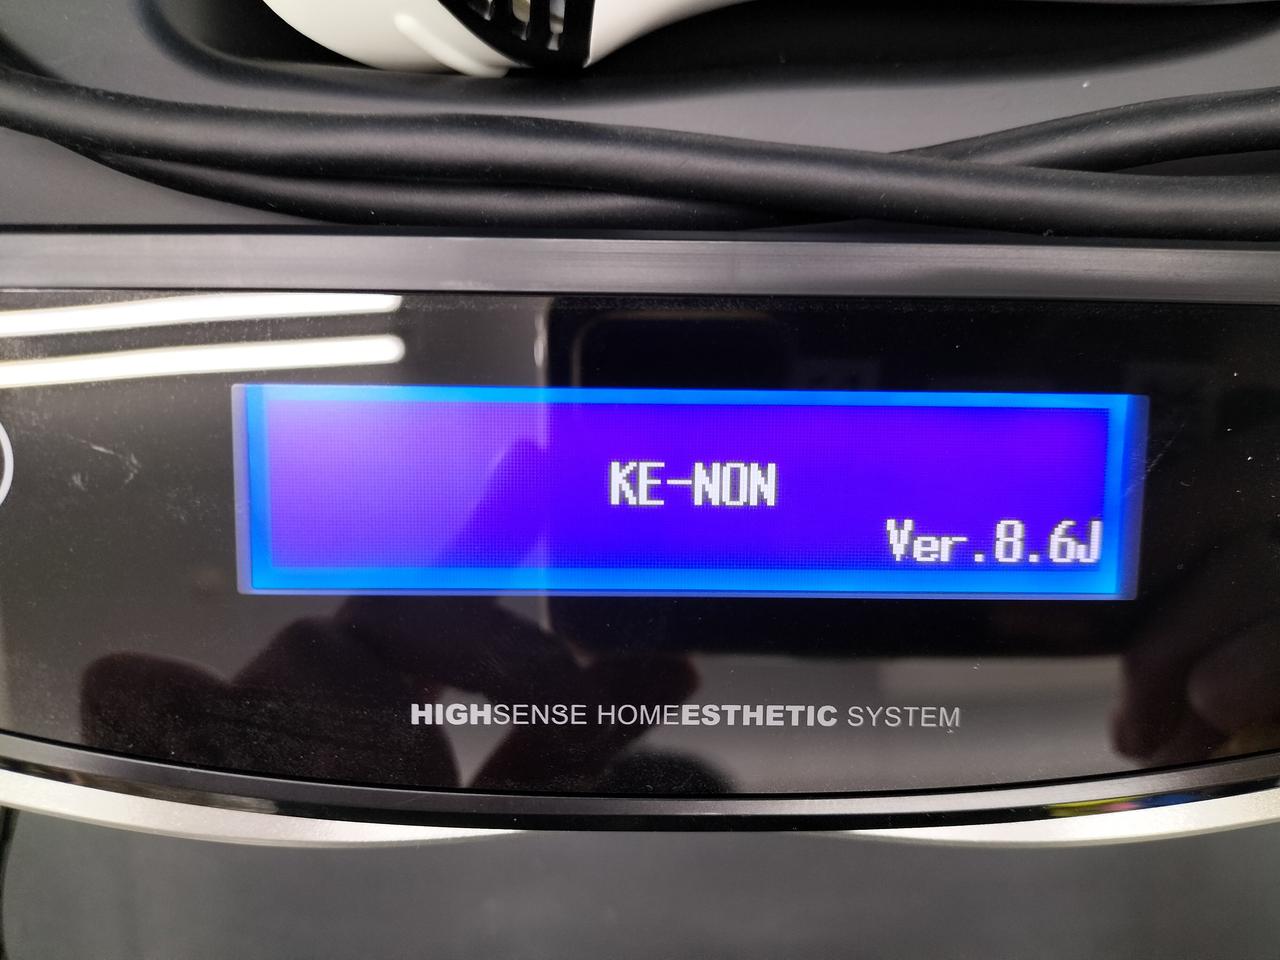 KE-NON
Ver.8.6J
HIGHSENSE HOMEESTHETIC SYSTEM